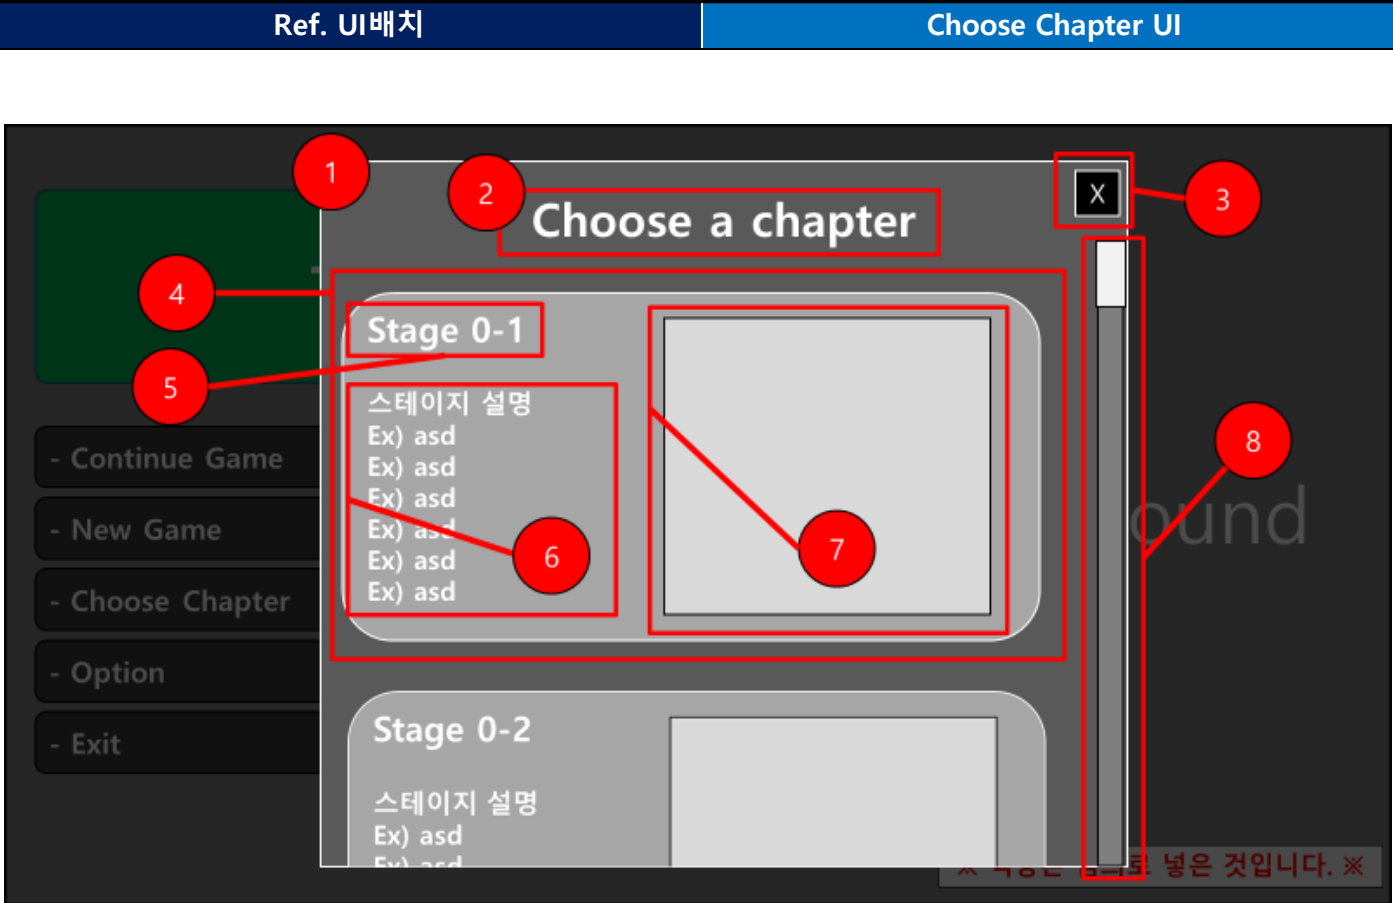 Ref. UI배치
Choose Chapter UI
1
2
3
X
Choose a chapter
4
Stage 0-1
5
스테이지 설명
Ex) asd
Ex) asd
Ex) asd
Ex) asd
Ex) asd
Ex) asd
6
7
8
- Continue Game
- New Game
- Choose Chapter
- Option
- Exit
ound
Stage 0-2
스테이지 설명
Ex) asd
Ex) asd
넣은 것입니다. ※